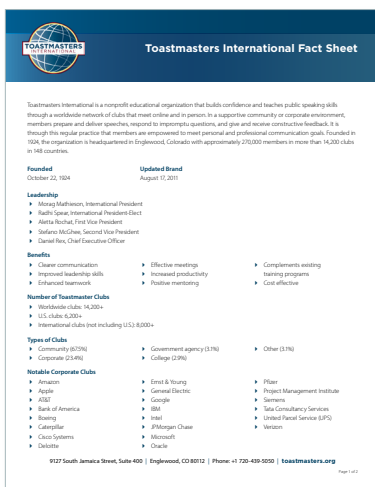 TOASTMASTERS
INTERNATIONAL
Toastmasters International Fact Sheet
Toastmasters International is a nonprofit educational organization that builds confidence and teaches public speaking skills
through a worldwide network of clubs that meet online and in person. In a supportive community or corporate environment,
members prepare and deliver speeches, respond to impromptu questions, and give and receive constructive feedback. It is
through this regular practice that members are empowered to meet personal and professional communication goals. Founded in
1924, the organization is headquartered in Englewood, Colorado with approximately 270,000 members in more than 14,200 clubs
in 148 countries.
Founded
October 22, 1924
Updated Brand
August 17, 2011
Leadership
Morag Mathieson, International President
Radhi Spear, International President-Elect
Aletta Rochat, First Vice President
Stefano McGhee, Second Vice President
Daniel Rex, Chief Executive Officer
Benefits
Clearer communication
Improved leadership skills
Enhanced teamwork
Effective meetings
Increased productivity
Positive mentoring
Complements existing
training programs
Cost effective
Number of Toastmaster Clubs
Worldwide clubs: 14,200+
U.S. clubs: 6,200+
International clubs (not including U.S.): 8,000+
Types of Clubs
Community (67.5%)
Corporate (23.4%)
Government agency (3.1%)
College (2.9%)
Other (3.1%)
Notable Corporate Clubs
Amazon
Apple
AT&T
Bank of America
Boeing
Caterpillar
Cisco Systems
Deloitte
Ernst & Young
General Electric
Google
IBM
Intel
JPMorgan Chase
Microsoft
Oracle
Pfizer
Project Management Institute
Siemens
Tata Consultancy Services
United Parcel Service (UPS)
Verizon
9127 South Jamaica Street, Suite 400 | Englewood, CO 80112 | Phone: +1 720-439-5050 | toastmasters.org
Page 1 of 2